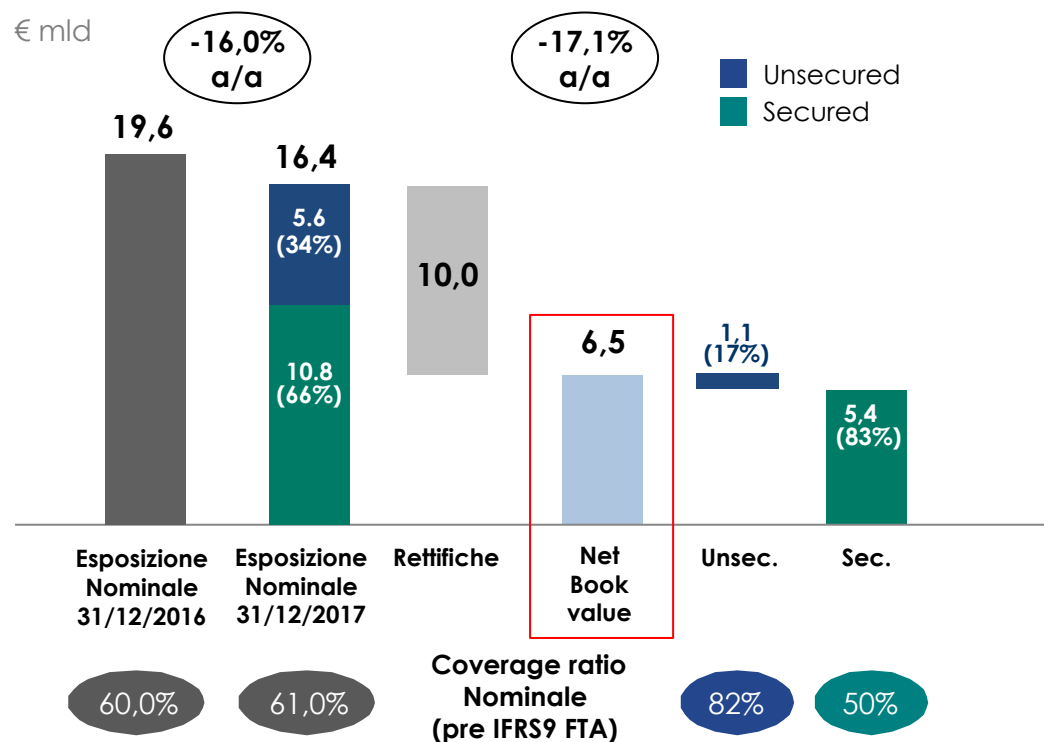 € mld
-16,0%
a/a
-17,1%
a/a
Unsecured
Secured
19,6
16,4
5.6
(34%)
10.8
(66%)
10,0
6,5
1,1
(17%)
5,4
(83%)
Esposizione
Nominale
31/12/2016
Esposizione
Nominale
31/12/2017
Rettifiche
Net
Book
value
Unsec.
Sec.
60,0%
61,0%
Coverage ratio
Nominale
(pre IFRS9 FTA)
82%
50%